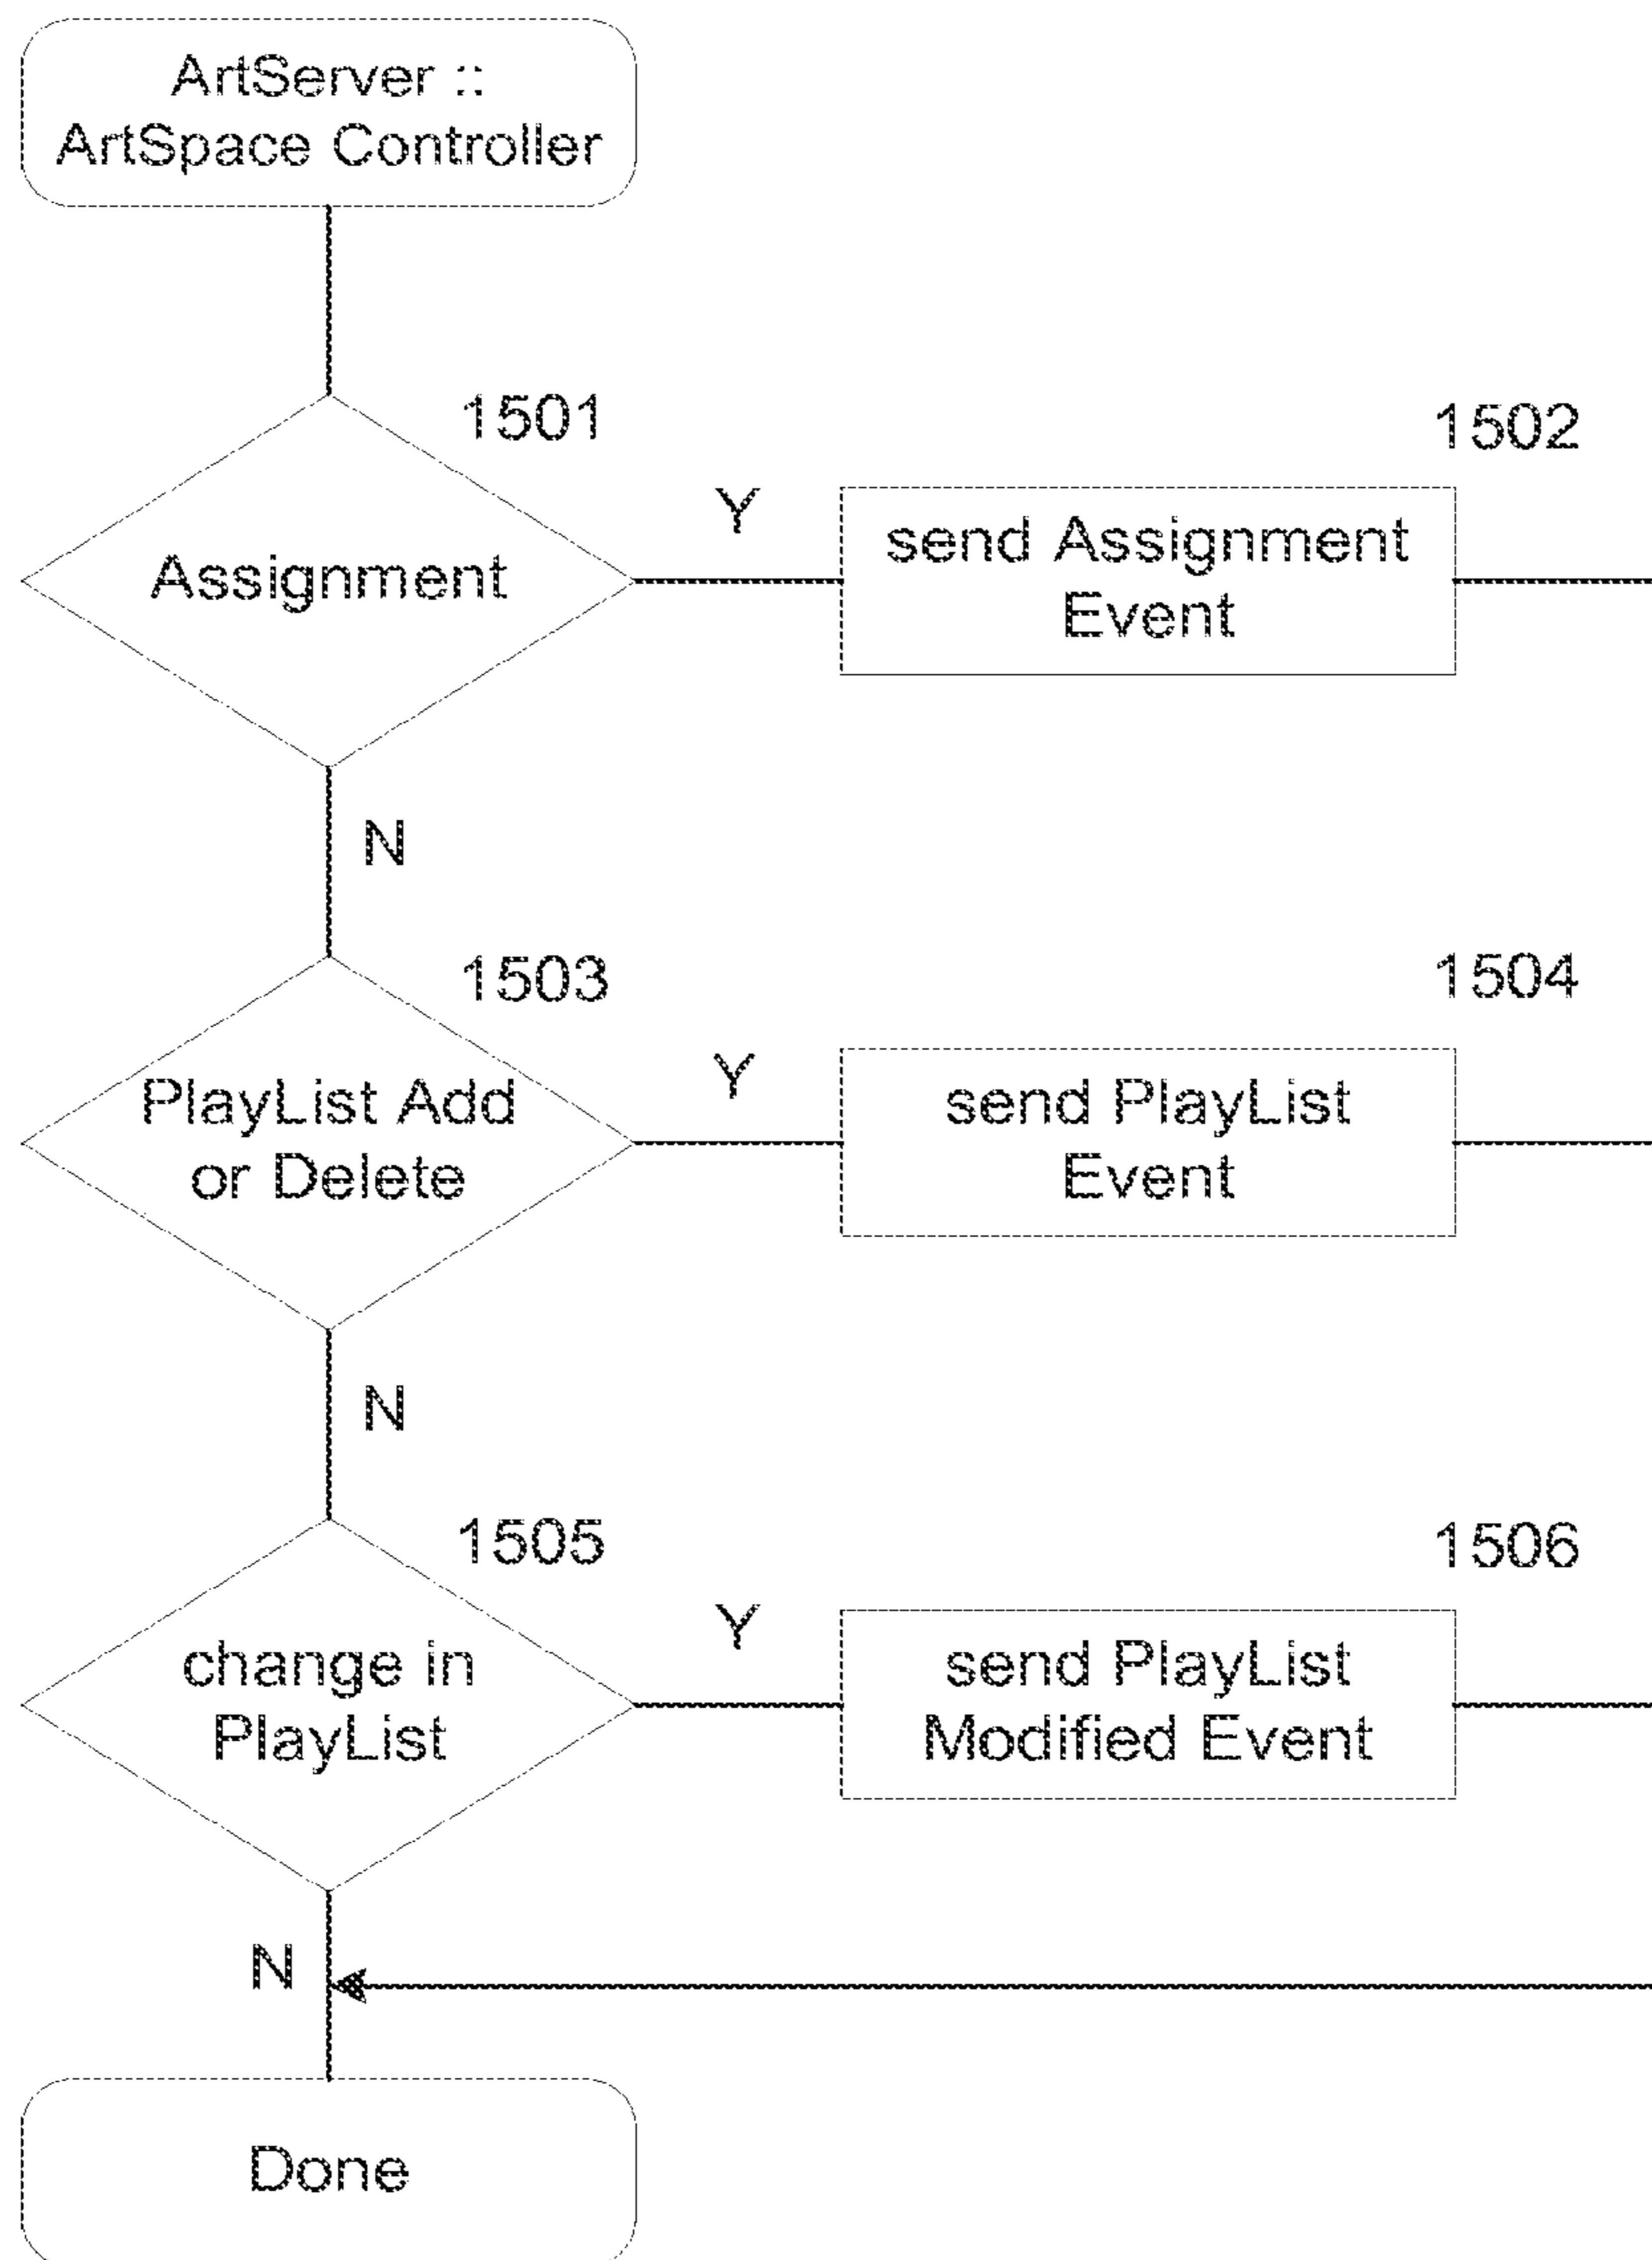 ArtServer ::
ArtSpace Controller
1501
1502
Assignment
Y
send Assignment
Event
N
1503
1504
PlayList Add
or Delete
Y
send PlayList
Event
N
1505
1506
change in
PlayList
Y
send PlayList
Modified Event
N
Done